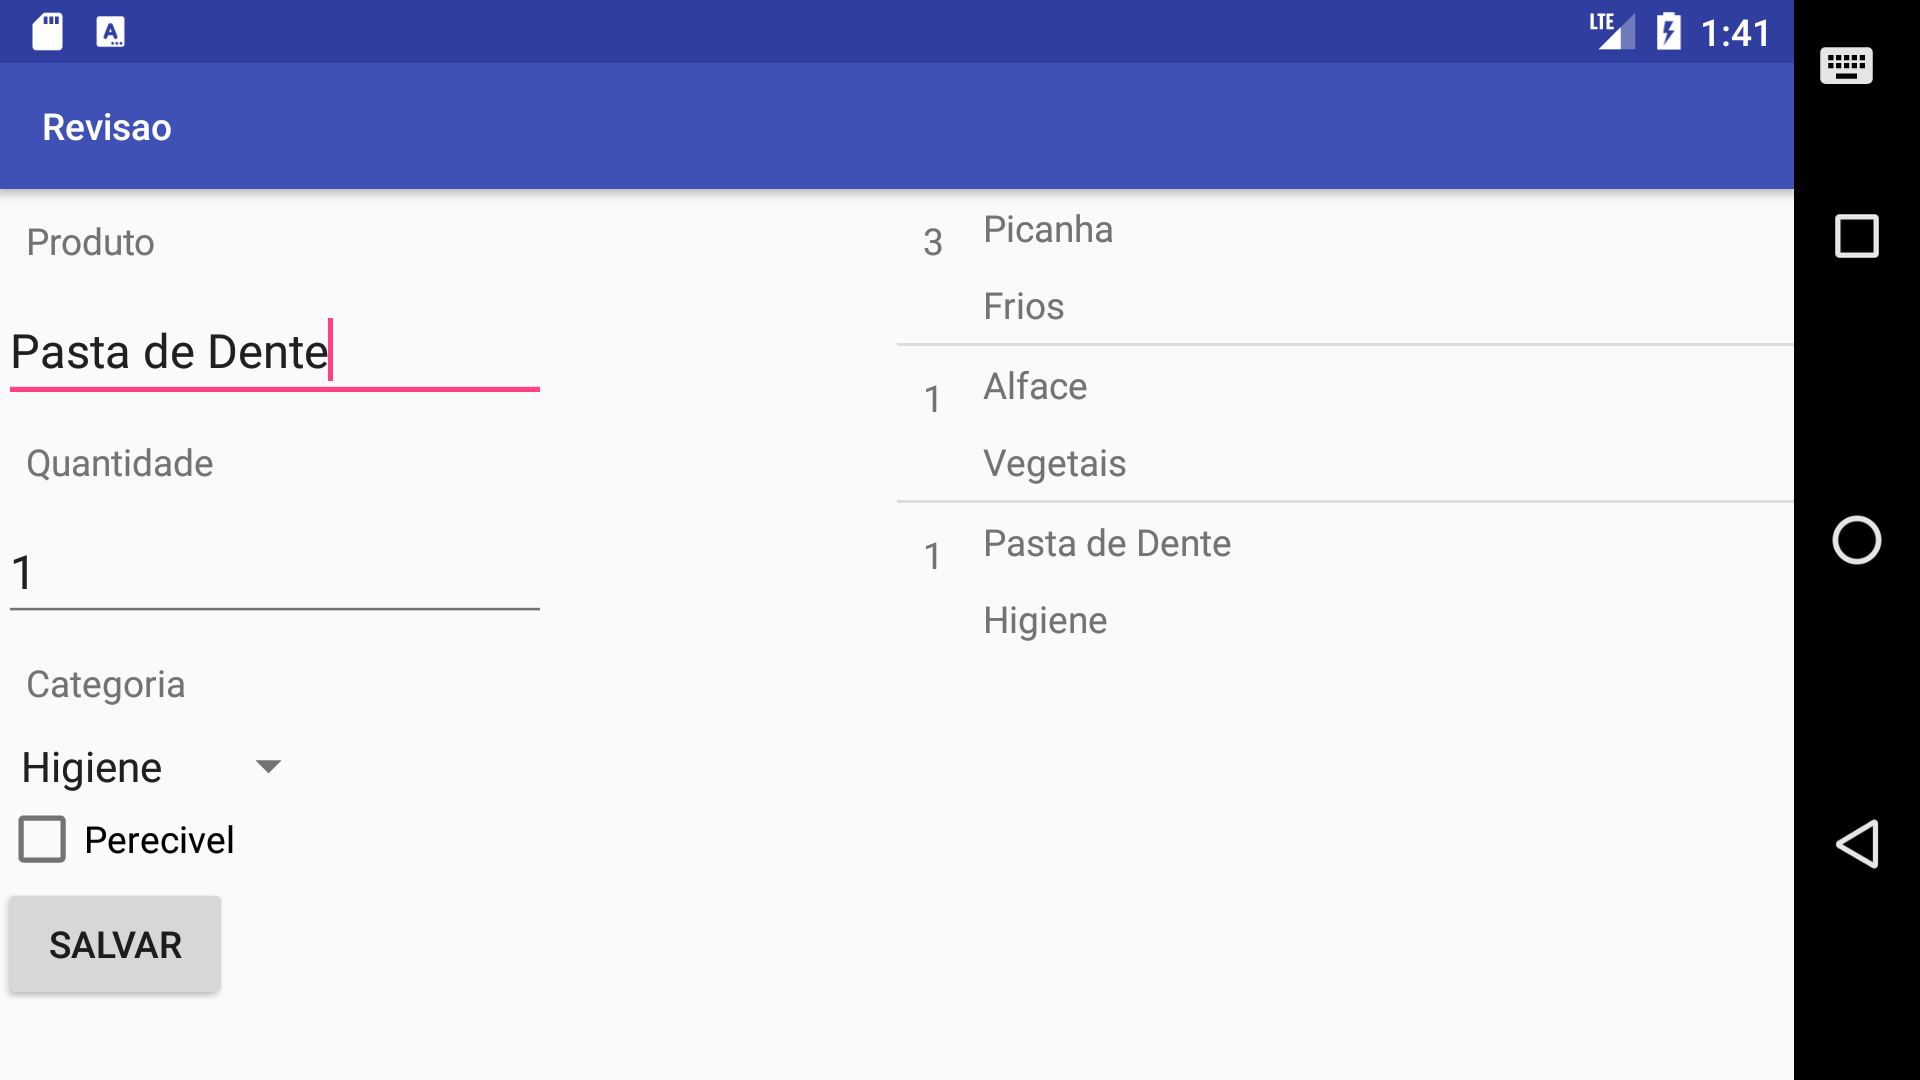 LTE 1:41
Revisao
Produto
Pasta de Dente
Quantidade
1
Categoria
Higiene
Perecivel
SALVAR
3 Picanha
Frios
1 Alface
Vegetais
1 Pasta de Dente
Higiene